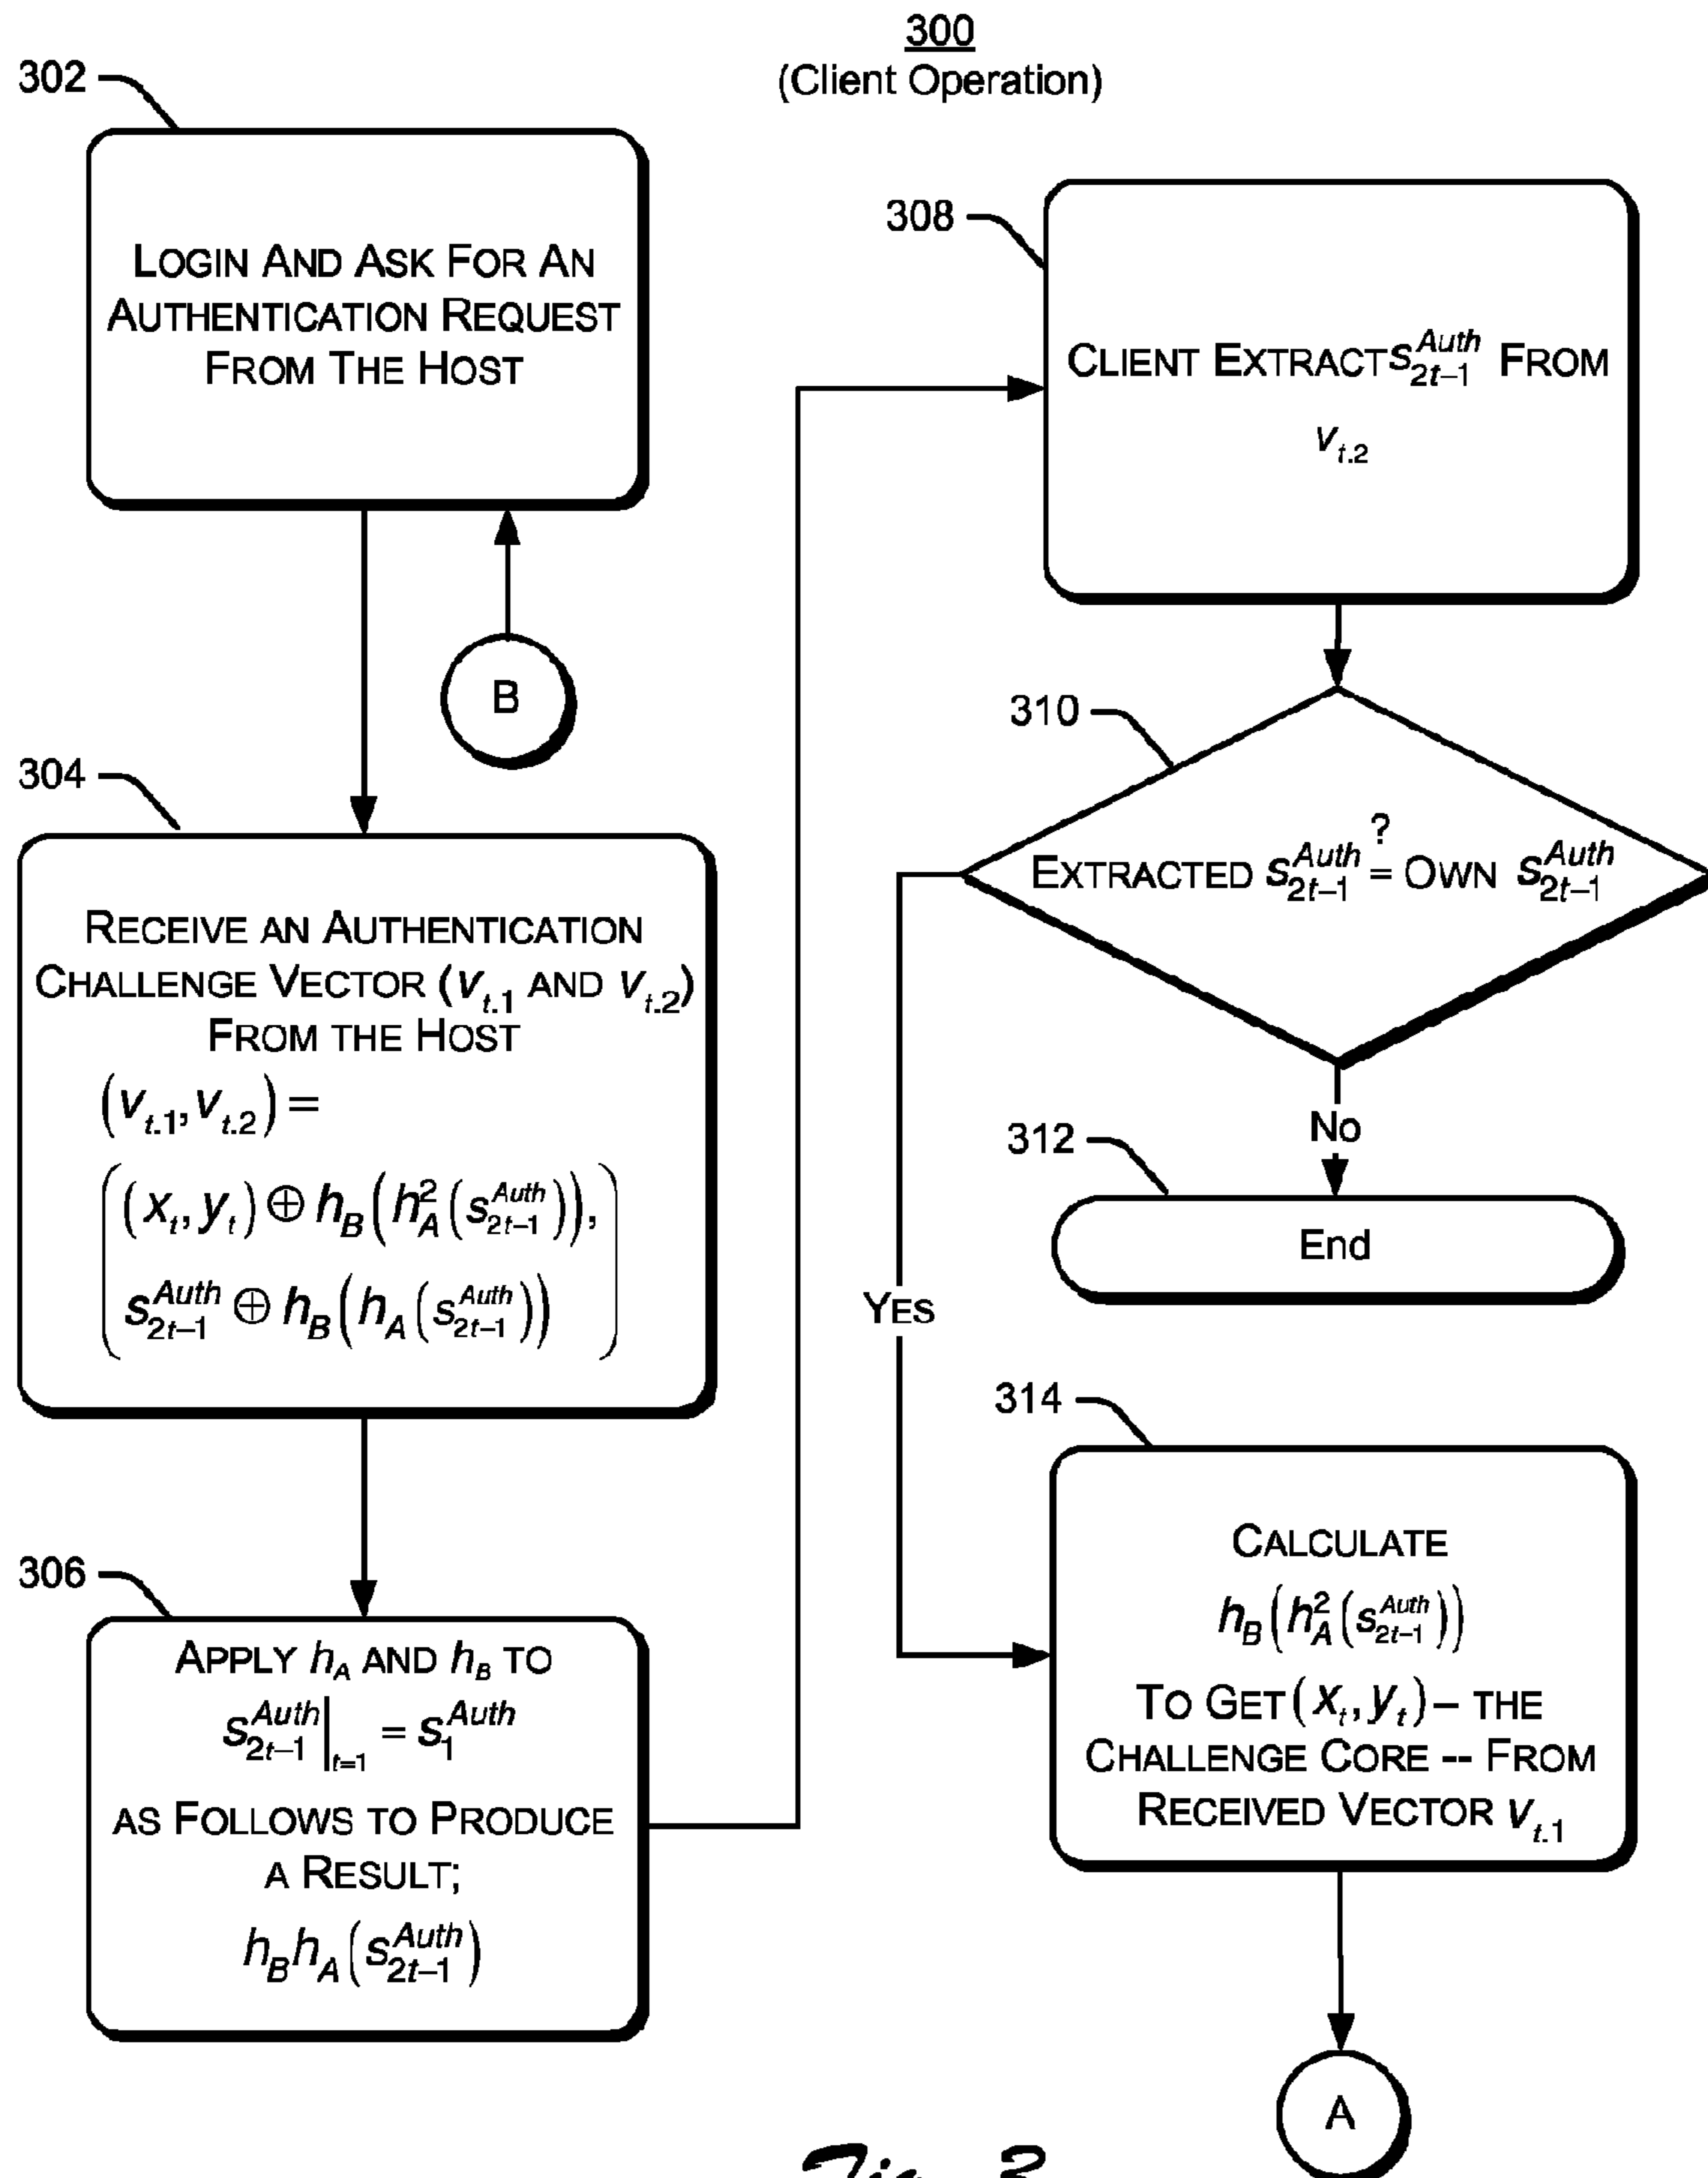 300
(Client Operation)
302
LOGIN AND ASK FOR AN
AUTHENTICATION REQUEST
FROM THE HOST
B
304
RECEIVE AN AUTHENTICATION
CHALLENGE VECTOR (v_{t.1} AND v_{t.2})
FROM THE HOST
(v_{t.1}, v_{t.2}) =
((x_t, y_t) ⊕ h_B(h_A^2(s_{2t-1}^{Auth})),
s_{2t-1}^{Auth} ⊕ h_B(h_A(s_{2t-1}^{Auth})))
306
APPLY h_A AND h_B TO
s_{2t-1}^{Auth}|_{t=1} = s_1^{Auth}
AS FOLLOWS TO PRODUCE
A RESULT;
h_B h_A(s_{2t-1}^{Auth})
308
CLIENT EXTRACT s_{2t-1}^{Auth} FROM
v_{t.2}
310
?
EXTRACTED s_{2t-1}^{Auth} = OWN s_{2t-1}^{Auth}
NO
312
End
YES
314
CALCULATE
h_B(h_A^2(s_{2t-1}^{Auth}))
TO GET (x_t, y_t) – THE
CHALLENGE CORE -- FROM
RECEIVED VECTOR v_{t.1}
A
Fig. 3